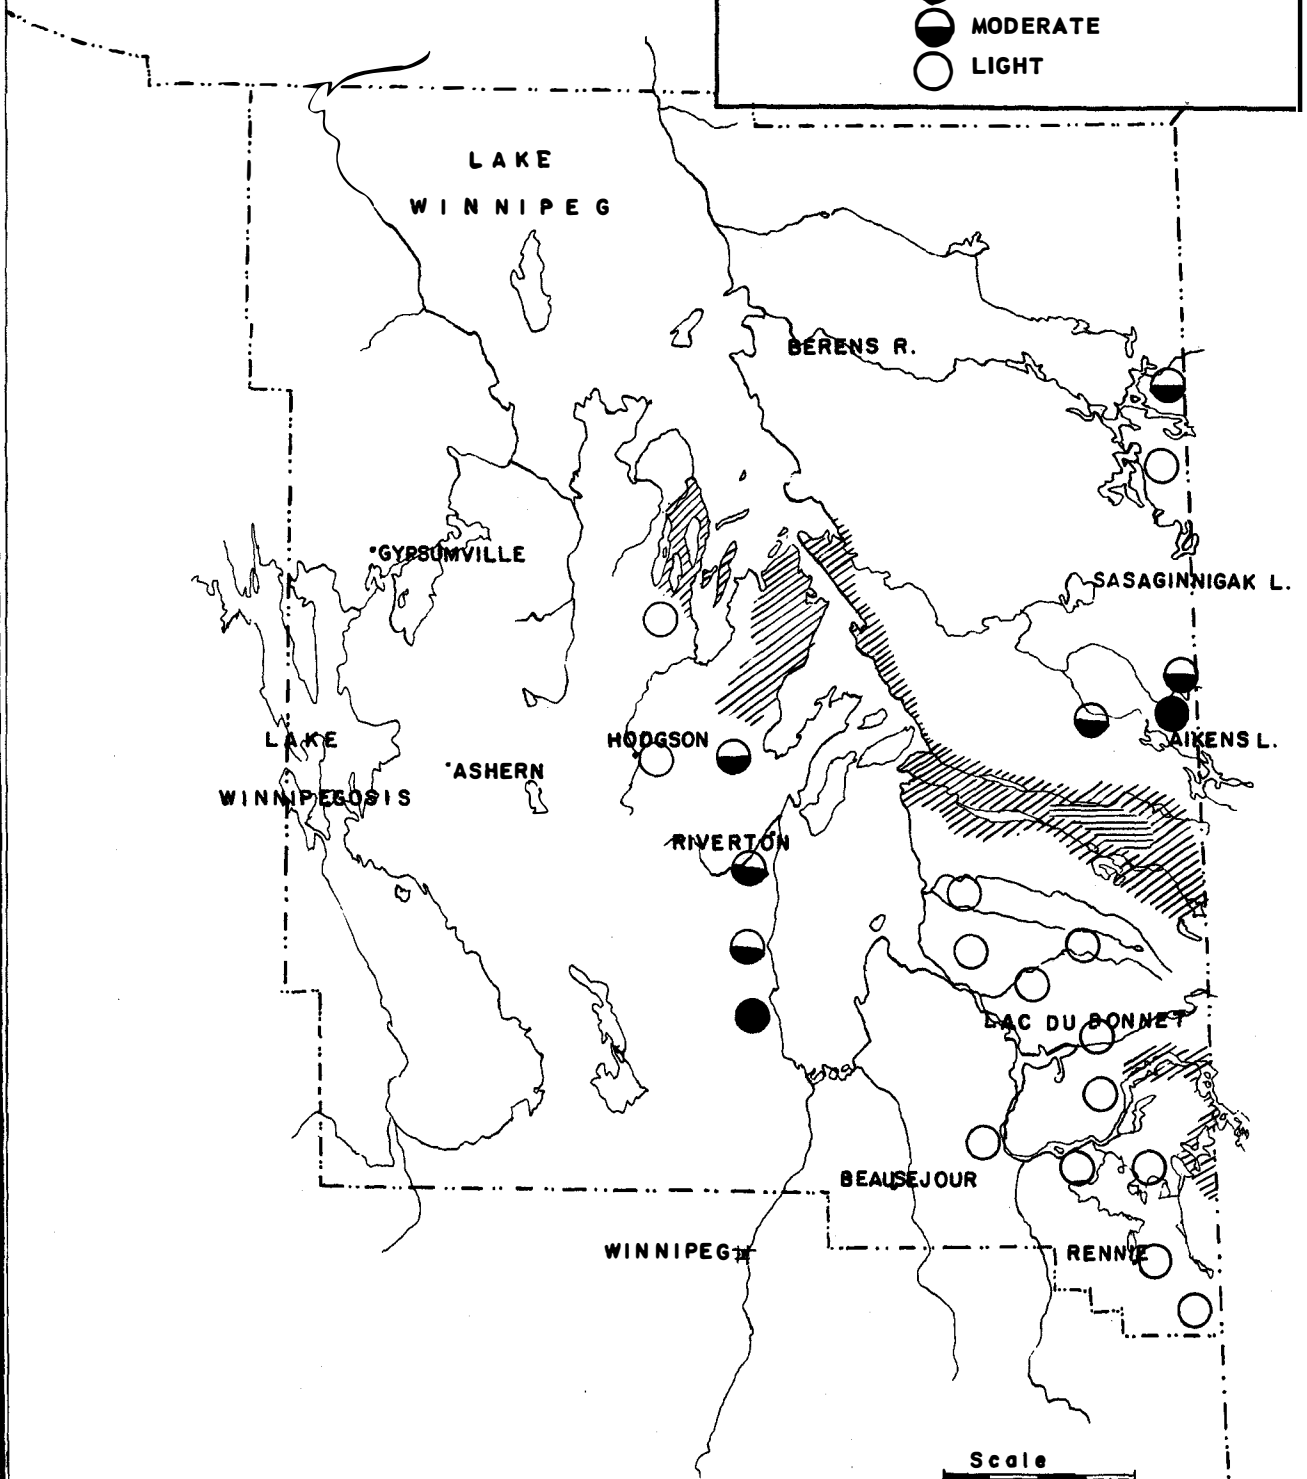 MODERATE
LIGHT
LAKE
WINNIPEG
BERENS R.
GYPSUMVILLE
SASAGINNIGAK L.
HODGSON
LAKE
AIKENS L.
ASHERN
WINNIPEGOSIS
RIVERTON
LAC DU BONNET
BEAUSEJOUR
WINNIPEG
RENNIE
Scale